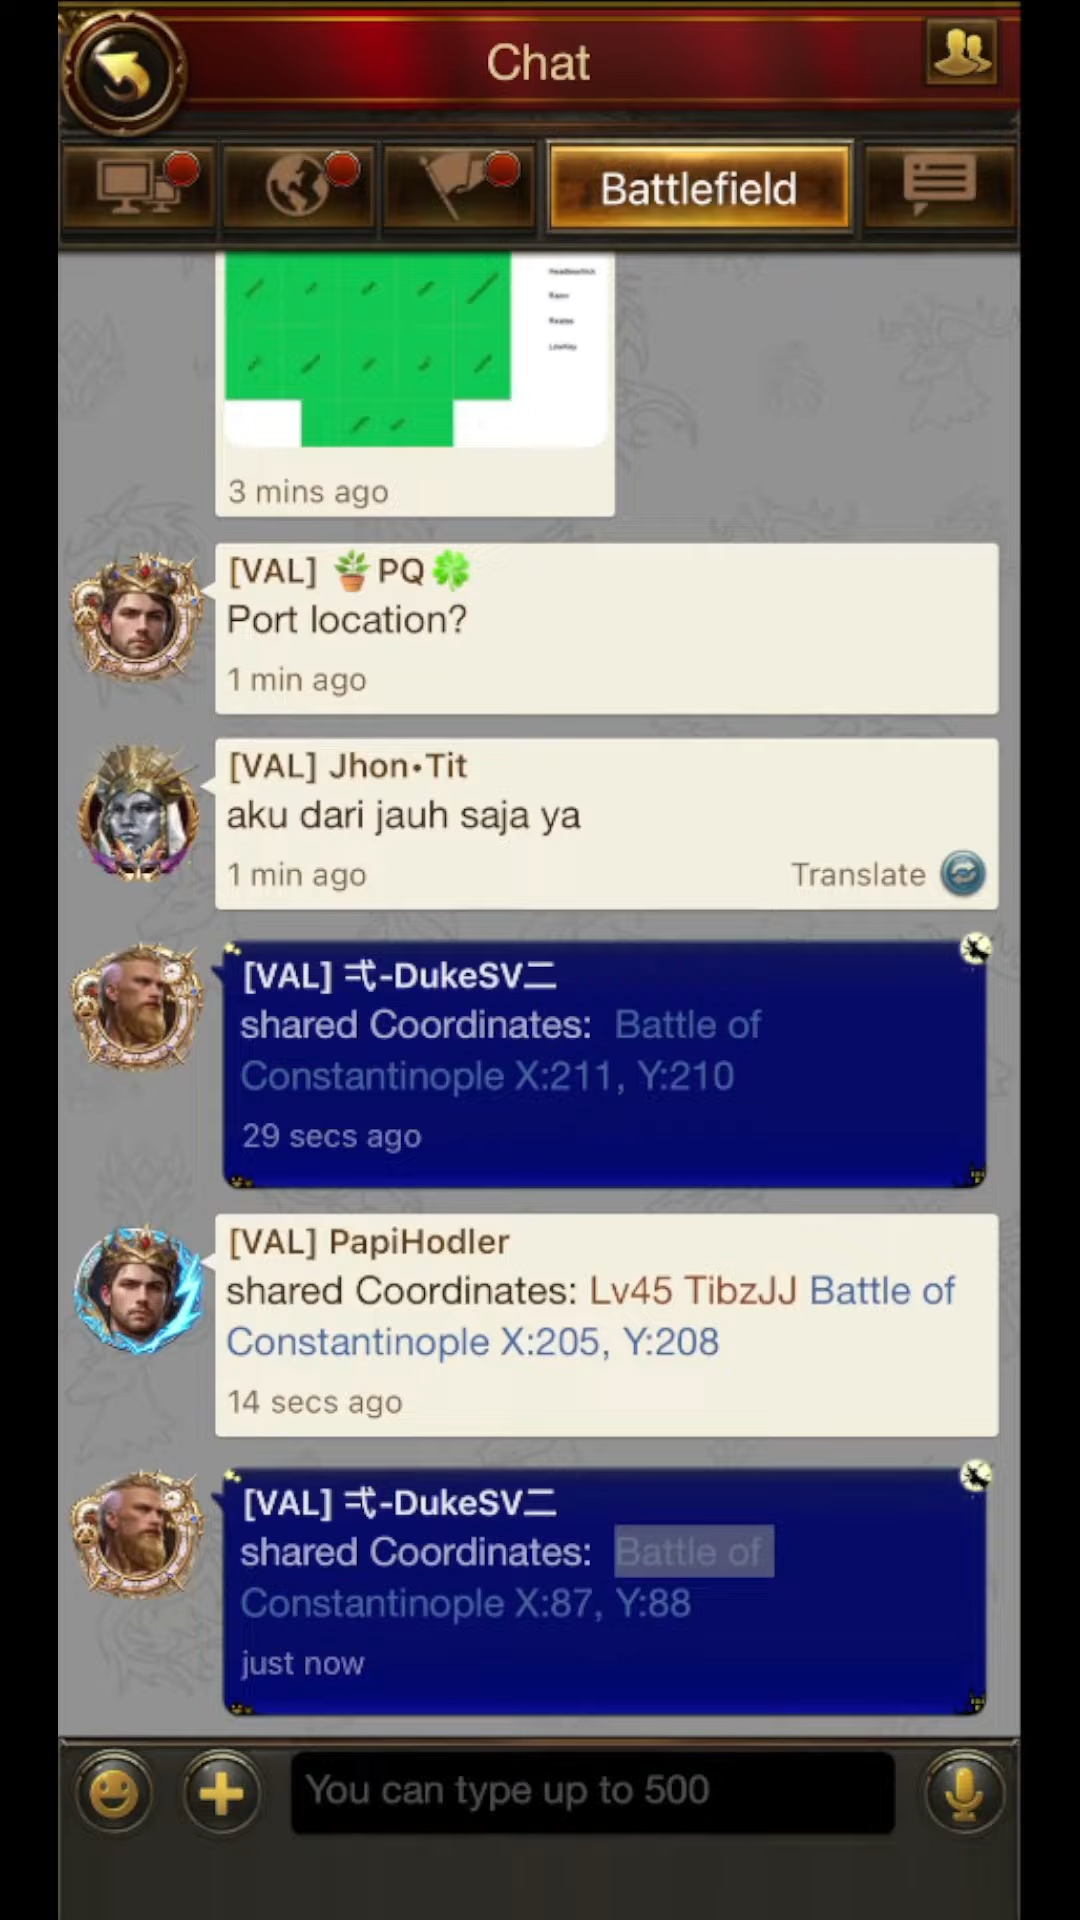 Chat
Battlefield
3 mins ago
[VAL] 🪴PQ🍀
Port location?
1 min ago
[VAL] Jhon•Tit
aku dari jauh saja ya
1 min ago
Translate
[VAL] 弍-DukeSV二
shared Coordinates: Battle of
Constantinople X:211, Y:210
29 secs ago
[VAL] PapiHodler
shared Coordinates: Lv45 TibzJJ Battle of
Constantinople X:205, Y:208
14 secs ago
[VAL] 弍-DukeSV二
shared Coordinates: Battle of
Constantinople X:87, Y:88
just now
You can type up to 500